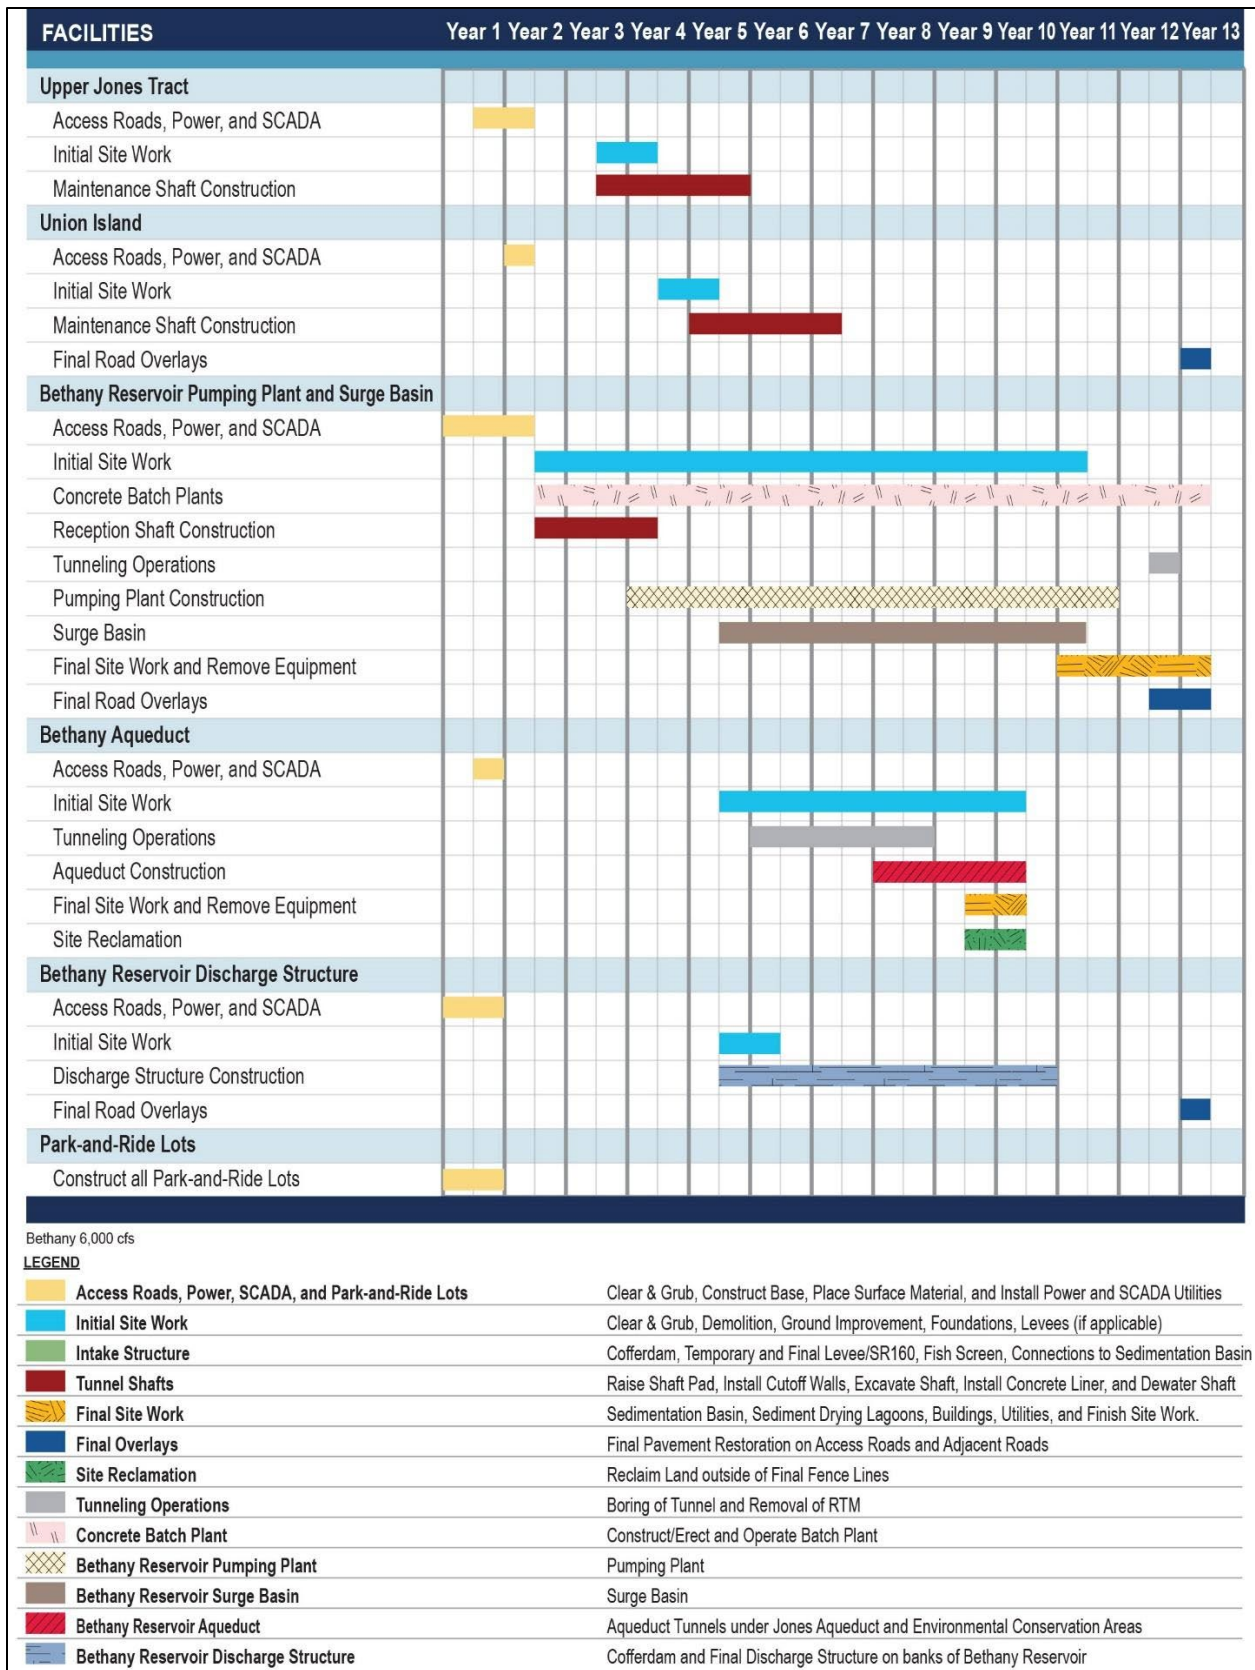 FACILITIES Year 1 Year 2 Year 3 Year 4 Year 5 Year 6 Year 7 Year 8 Year 9 Year 10 Year 11 Year 12 Year 13
Upper Jones Tract
Access Roads, Power, and SCADA
Initial Site Work
Maintenance Shaft Construction
Union Island
Access Roads, Power, and SCADA
Initial Site Work
Maintenance Shaft Construction
Final Road Overlays
Bethany Reservoir Pumping Plant and Surge Basin
Access Roads, Power, and SCADA
Initial Site Work
Concrete Batch Plants
Reception Shaft Construction
Tunneling Operations
Pumping Plant Construction
Surge Basin
Final Site Work and Remove Equipment
Final Road Overlays
Bethany Aqueduct
Access Roads, Power, and SCADA
Initial Site Work
Tunneling Operations
Aqueduct Construction
Final Site Work and Remove Equipment
Site Reclamation
Bethany Reservoir Discharge Structure
Access Roads, Power, and SCADA
Initial Site Work
Discharge Structure Construction
Final Road Overlays
Park-and-Ride Lots
Construct all Park-and-Ride Lots
Bethany 6,000 cfs
LEGEND
Access Roads, Power, SCADA, and Park-and-Ride Lots Clear & Grub, Construct Base, Place Surface Material, and Install Power and SCADA Utilities
Initial Site Work Clear & Grub, Demolition, Ground Improvement, Foundations, Levees (if applicable)
Intake Structure Cofferdam, Temporary and Final Levee/SR160, Fish Screen, Connections to Sedimentation Basin
Tunnel Shafts Raise Shaft Pad, Install Cutoff Walls, Excavate Shaft, Install Concrete Liner, and Dewater Shaft
Final Site Work Sedimentation Basin, Sediment Drying Lagoons, Buildings, Utilities, and Finish Site Work.
Final Overlays Final Pavement Restoration on Access Roads and Adjacent Roads
Site Reclamation Reclaim Land outside of Final Fence Lines
Tunneling Operations Boring of Tunnel and Removal of RTM
Concrete Batch Plant Construct/Erect and Operate Batch Plant
Bethany Reservoir Pumping Plant Pumping Plant
Bethany Reservoir Surge Basin Surge Basin
Bethany Reservoir Aqueduct Aqueduct Tunnels under Jones Aqueduct and Environmental Conservation Areas
Bethany Reservoir Discharge Structure Cofferdam and Final Discharge Structure on banks of Bethany Reservoir